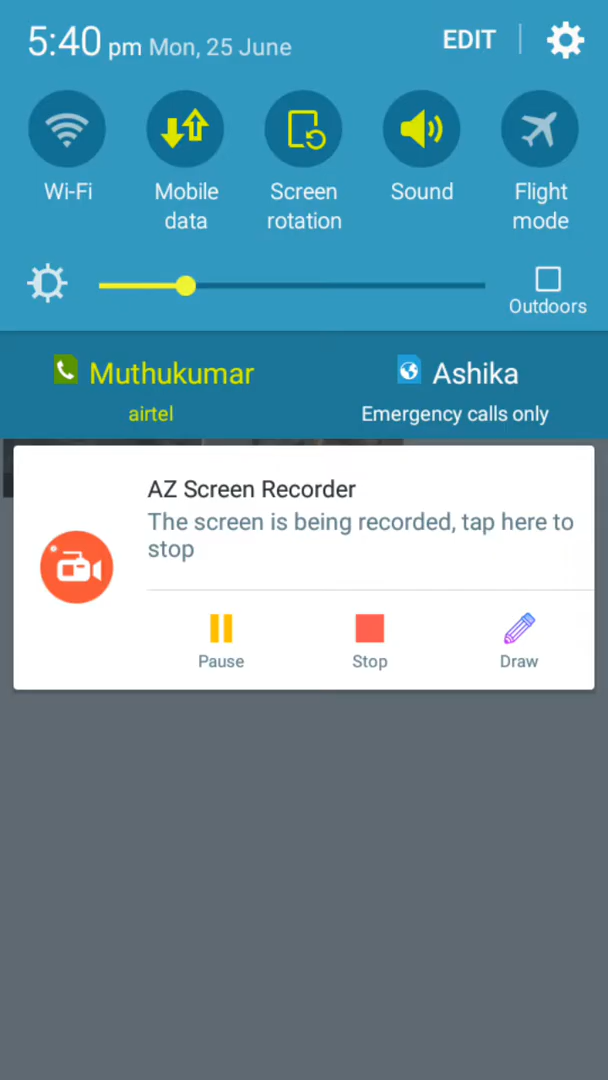 5:40 pm Mon, 25 June EDIT
Wi-Fi Mobile data Screen rotation Sound Flight mode
Outdoors
Muthukumar Ashika
airtel Emergency calls only
AZ Screen Recorder
The screen is being recorded, tap here to
stop
Pause Stop Draw